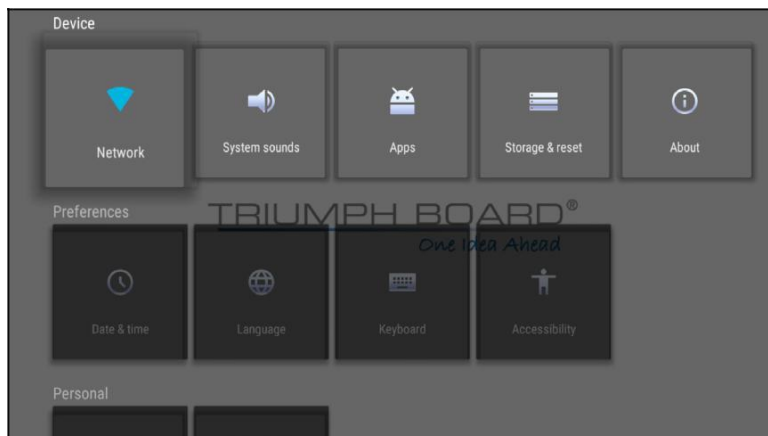 Device
Network
System sounds
Apps
Storage & reset
About
Preferences
TRIUMPH BOARD®
One Idea Ahead
Date & time
Language
Keyboard
Accessibility
Personal